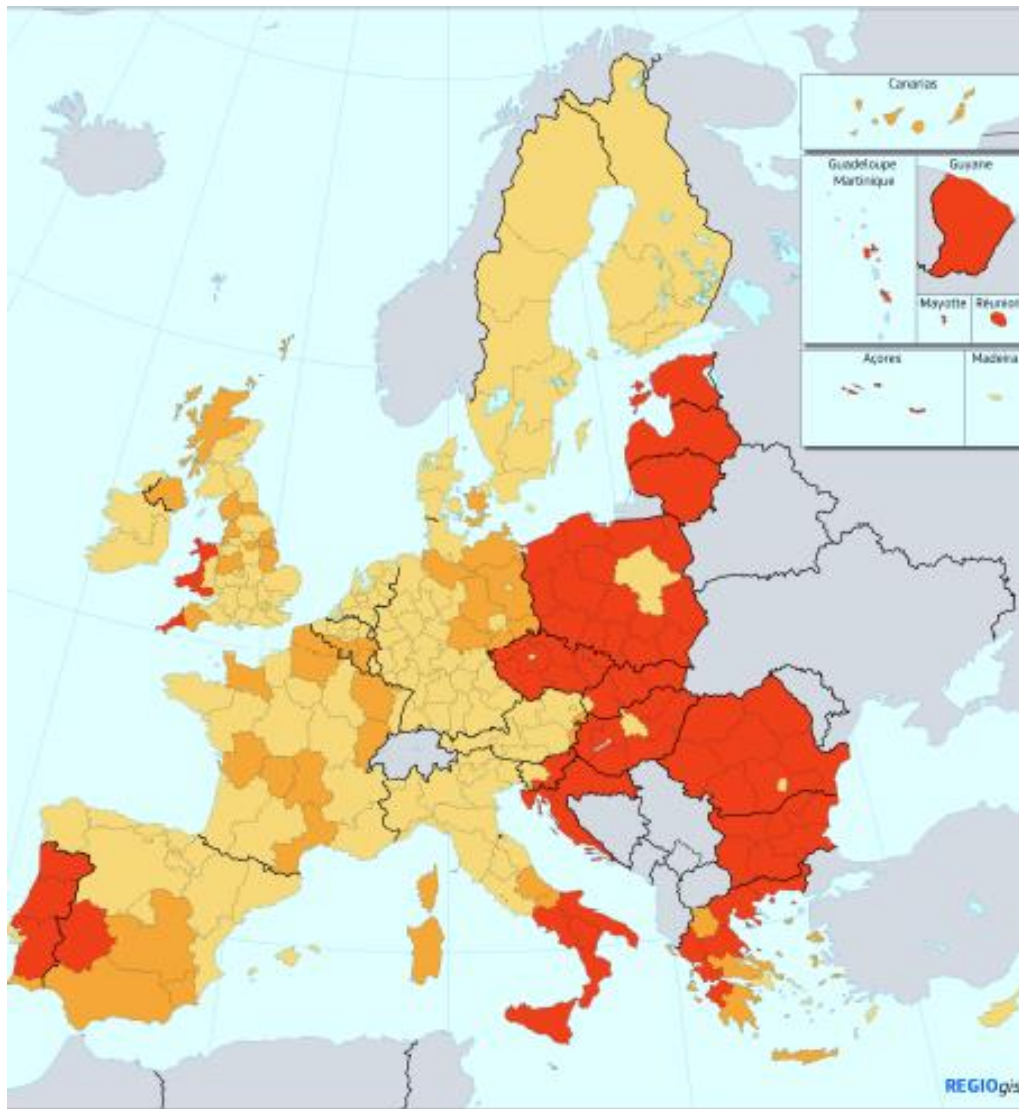 Canarias
Guadeloupe
Martinique
Guyane
Mayotte
Réunion
Açores
Madeira
REGIOgis